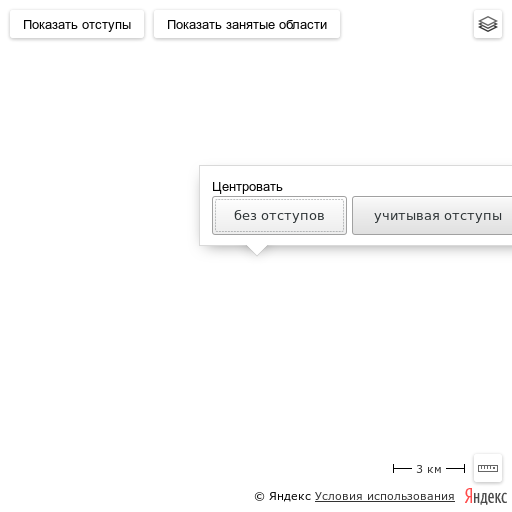 Показать отступы
Показать занятые области
Центровать
без отступов
учитывая отступы
3 км
© Яндекс Условия использования Яндекс